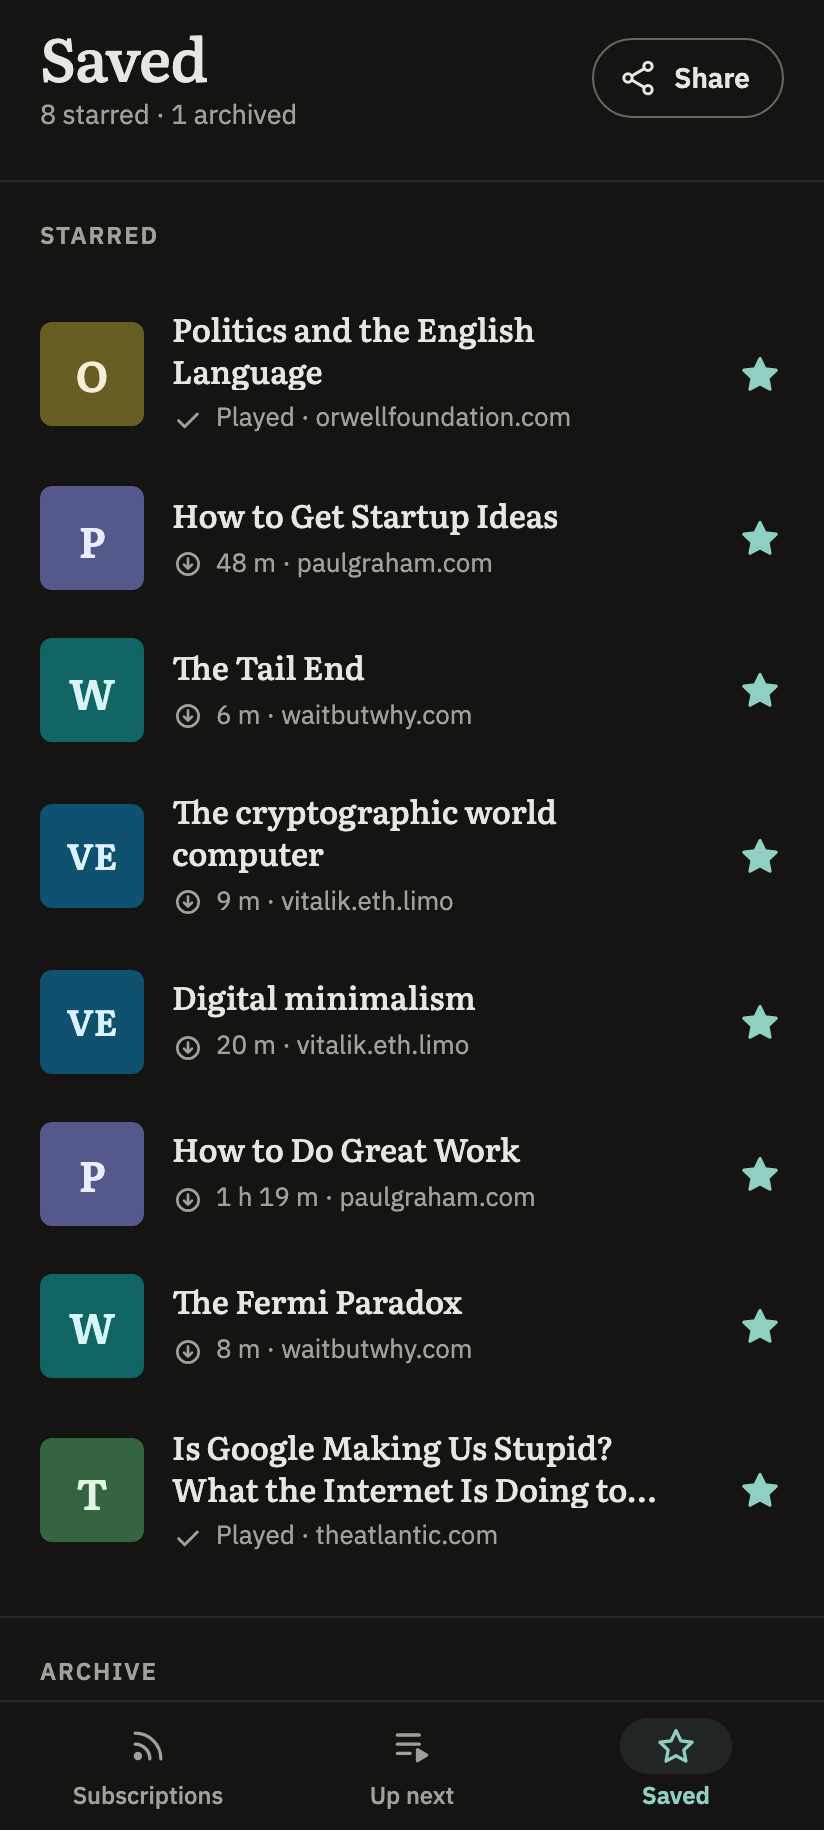 Saved
8 starred · 1 archived
Share
STARRED
O
Politics and the English
Language
Played · orwellfoundation.com
P
How to Get Startup Ideas
48 m · paulgraham.com
W
The Tail End
6 m · waitbutwhy.com
VE
The cryptographic world
computer
9 m · vitalik.eth.limo
VE
Digital minimalism
20 m · vitalik.eth.limo
P
How to Do Great Work
1 h 19 m · paulgraham.com
W
The Fermi Paradox
8 m · waitbutwhy.com
T
Is Google Making Us Stupid?
What the Internet Is Doing to...
Played · theatlantic.com
ARCHIVE
Subscriptions
Up next
Saved